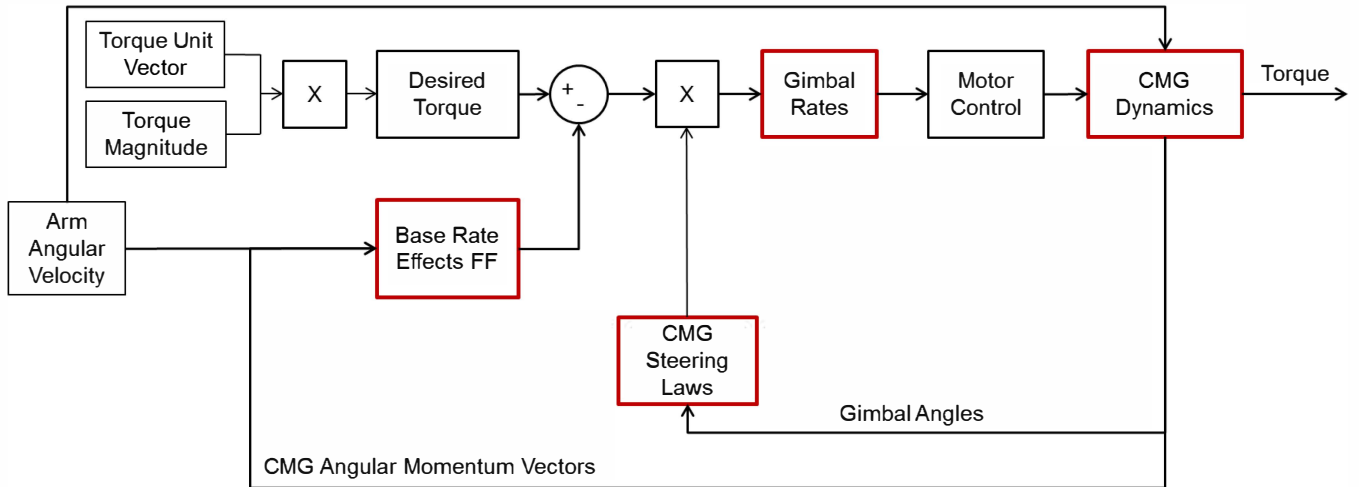 Torque Unit
Vector
Torque
Magnitude
X
Desired
Torque
+
-
X
Gimbal
Rates
Motor
Control
CMG
Dynamics
Torque
Arm
Angular
Velocity
Base Rate
Effects FF
CMG
Steering
Laws
Gimbal Angles
CMG Angular Momentum Vectors